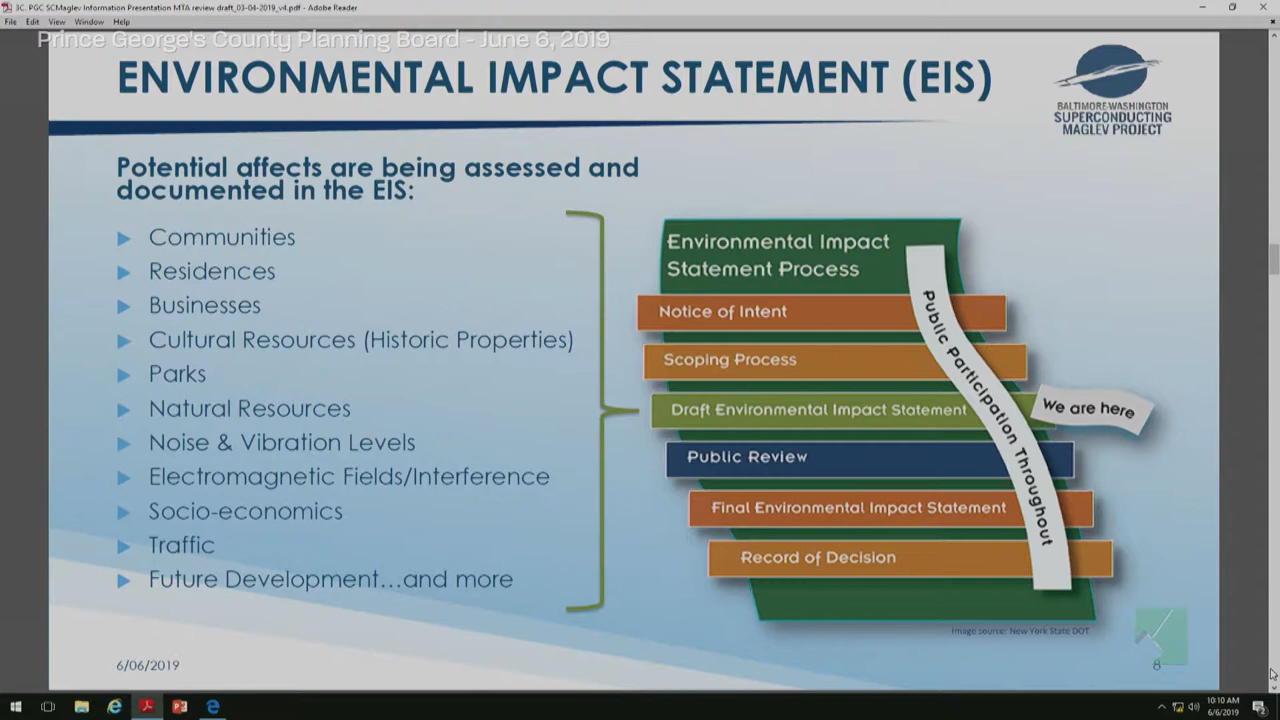 3C. PGC SCMaglev Information Presentation MTA review draft_03-04-2019_v4.pdf - Adobe Reader
File Edit View Window Help
Prince George's County Planning Board - June 6, 2019
ENVIRONMENTAL IMPACT STATEMENT (EIS)
BALTIMORE-WASHINGTON
SUPERCONDUCTING
MAGLEV PROJECT
Potential affects are being assessed and
documented in the EIS:
Communities
Residences
Businesses
Cultural Resources (Historic Properties)
Parks
Natural Resources
Noise & Vibration Levels
Electromagnetic Fields/Interference
Socio-economics
Traffic
Future Development...and more
Environmental Impact
Statement Process
Notice of Intent
Scoping Process
Draft Environmental Impact Statement
Public Review
Final Environmental Impact Statement
Record of Decision
Public Participation Throughout
We are here
Image source: New York State DOT
6/06/2019
8
10:10 AM
6/6/2019
2